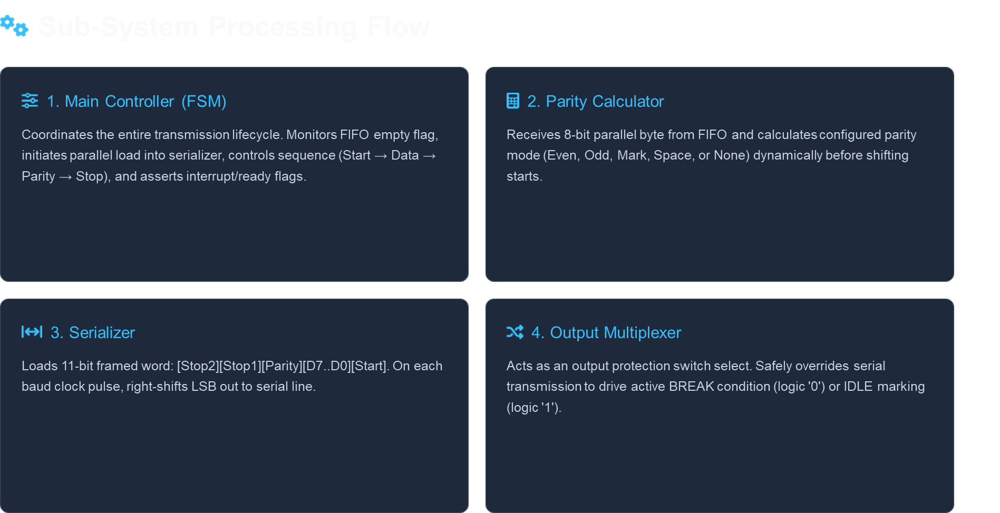 Sub-System Processing Flow
1. Main Controller (FSM)
Coordinates the entire transmission lifecycle. Monitors FIFO empty flag,
initiates parallel load into serializer, controls sequence (Start → Data →
Parity → Stop), and asserts interrupt/ready flags.
2. Parity Calculator
Receives 8-bit parallel byte from FIFO and calculates configured parity
mode (Even, Odd, Mark, Space, or None) dynamically before shifting
starts.
3. Serializer
Loads 11-bit framed word: [Stop2][Stop1][Parity][D7..D0][Start]. On each
baud clock pulse, right-shifts LSB out to serial line.
4. Output Multiplexer
Acts as an output protection switch select. Safely overrides serial
transmission to drive active BREAK condition (logic '0') or IDLE marking
(logic '1').